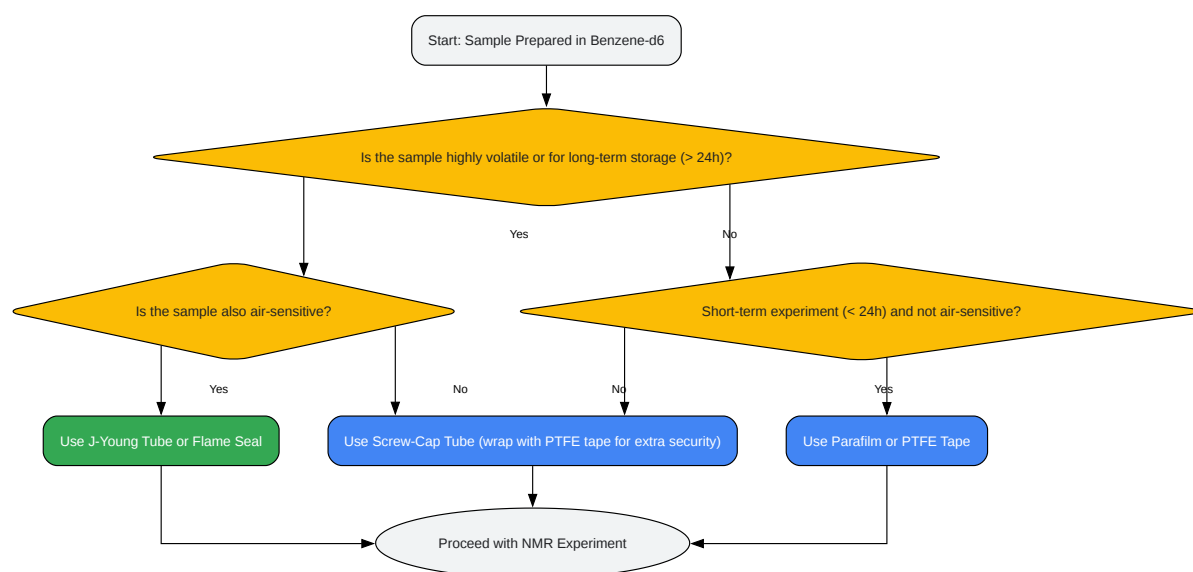 Start: Sample Prepared in Benzene-d6
Is the sample highly volatile or for long-term storage (> 24h)?
Yes
No
Is the sample also air-sensitive?
Short-term experiment (< 24h) and not air-sensitive?
Yes
No
No
Yes
Use J-Young Tube or Flame Seal
Use Screw-Cap Tube (wrap with PTFE tape for extra security)
Use Parafilm or PTFE Tape
Proceed with NMR Experiment